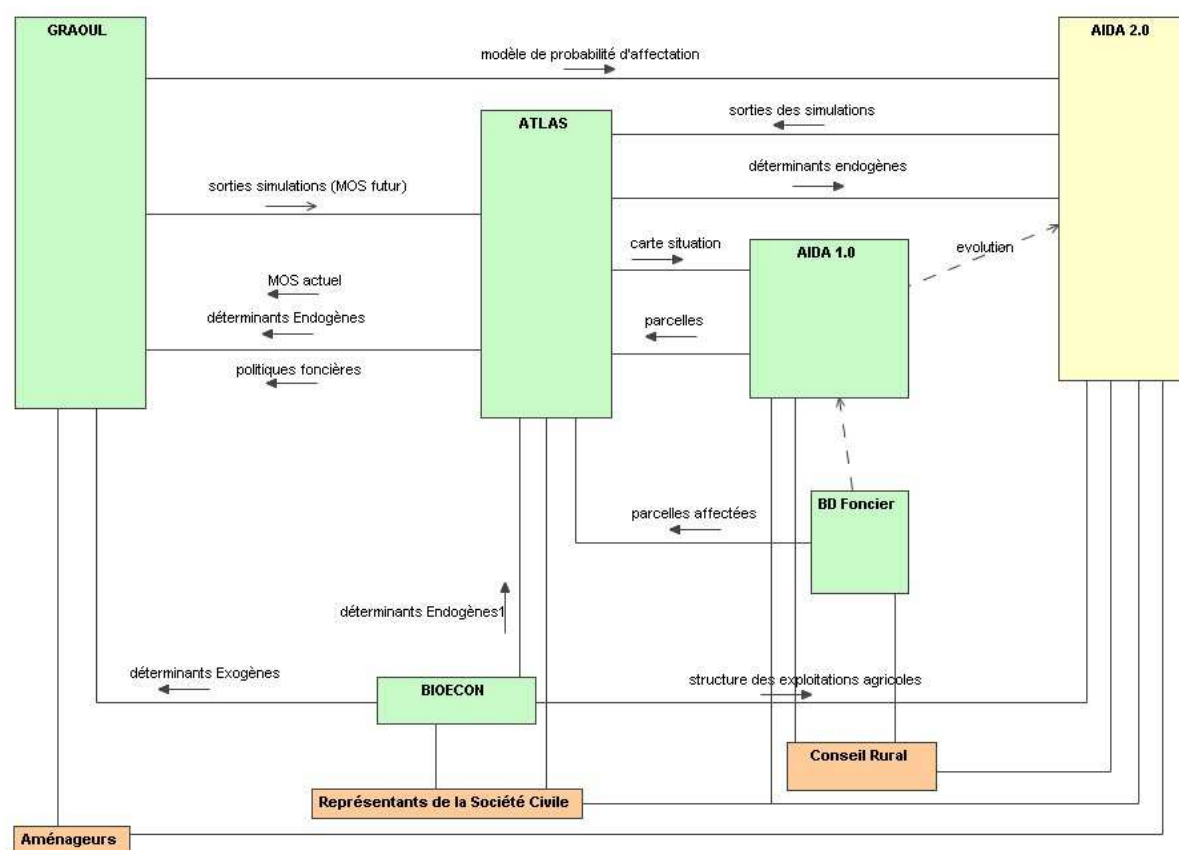 GRAOUL
AIDA 2.0
modèle de probabilité d'affectation
ATLAS
sorties des simulations
déterminants endogènes
sorties simulations (MOS futur)
carte situation
AIDA 1.0
evolution
MOS actuel
déterminants Endogènes
parcelles
politiques foncières
BD Foncier
parcelles affectées
déterminants Endogènes1
déterminants Exogènes
BIOECON
structure des exploitations agricoles
Conseil Rural
Représentants de la Société Civile
Aménageurs